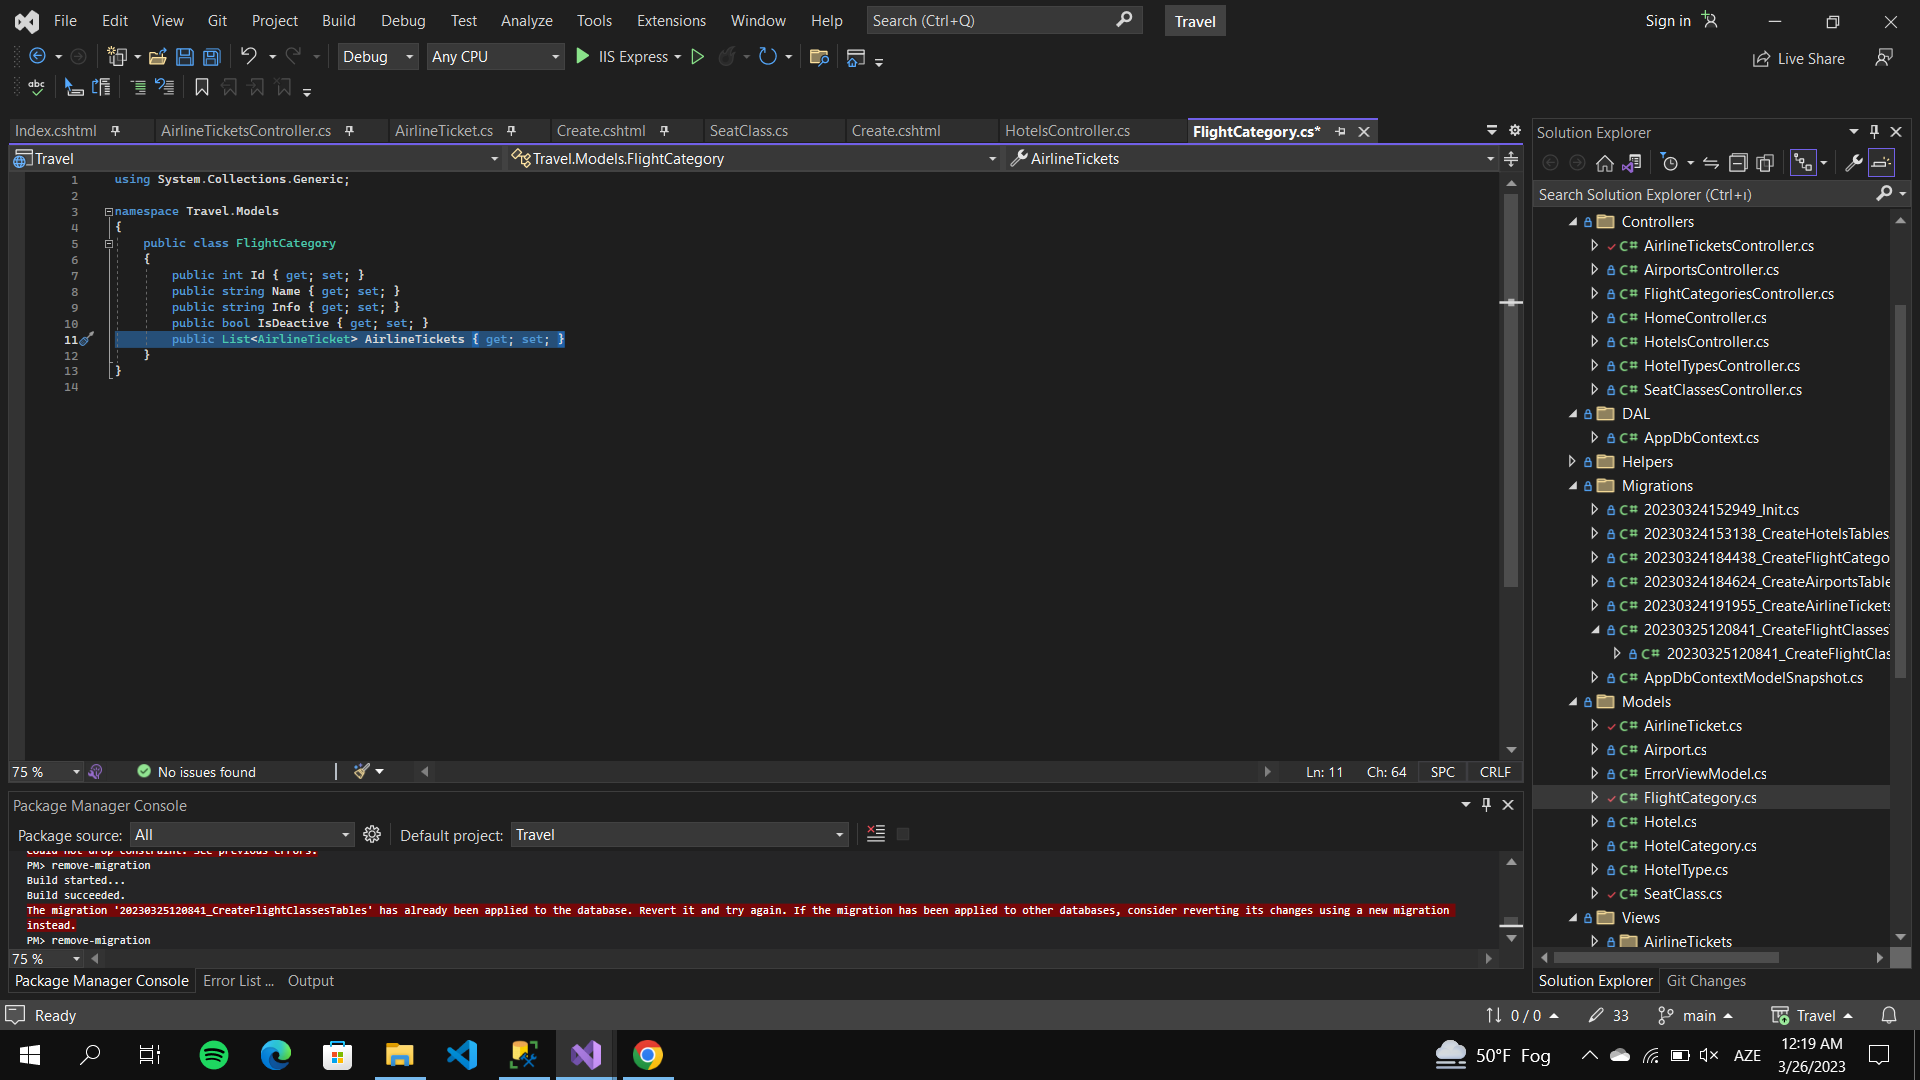 File Edit View Git Project Build Debug Test Analyze Tools Extensions Window Help Search (Ctrl+Q) Travel Sign in
Debug Any CPU IIS Express Live Share
abc
Index.cshtml AirlineTicketsController.cs AirlineTicket.cs Create.cshtml SeatClass.cs Create.cshtml HotelsController.cs FlightCategory.cs*
Travel Travel.Models.FlightCategory AirlineTickets
1 using System.Collections.Generic;
2
3 namespace Travel.Models
4 {
5 public class FlightCategory
6 {
7 public int Id { get; set; }
8 public string Name { get; set; }
9 public string Info { get; set; }
10 public bool IsDeactive { get; set; }
11 public List<AirlineTicket> AirlineTickets { get; set; }
12 }
13 }
14
75 % No issues found Ln: 11 Ch: 64 SPC CRLF
Package Manager Console
Package source: All Default project: Travel
Could not drop constraint. See previous errors.
PM> remove-migration
Build started...
Build succeeded.
The migration '20230325120841_CreateFlightClassesTables' has already been applied to the database. Revert it and try again. If the migration has been applied to other databases, consider reverting its changes using a new migration
instead.
PM> remove-migration
75 %
Package Manager Console Error List ... Output
Solution Explorer
Search Solution Explorer (Ctrl+ı)
Controllers
C# AirlineTicketsController.cs
C# AirportsController.cs
C# FlightCategoriesController.cs
C# HomeController.cs
C# HotelsController.cs
C# HotelTypesController.cs
C# SeatClassesController.cs
DAL
C# AppDbContext.cs
Helpers
Migrations
C# 20230324152949_Init.cs
C# 20230324153138_CreateHotelsTables
C# 20230324184438_CreateFlightCatego
C# 20230324184624_CreateAirportsTable
C# 20230324191955_CreateAirlineTickets
C# 20230325120841_CreateFlightClasses
C# 20230325120841_CreateFlightClas
C# AppDbContextModelSnapshot.cs
Models
C# AirlineTicket.cs
C# Airport.cs
C# ErrorViewModel.cs
C# FlightCategory.cs
C# Hotel.cs
C# HotelCategory.cs
C# HotelType.cs
C# SeatClass.cs
Views
AirlineTickets
Solution Explorer Git Changes
Ready 0 / 0 33 main Travel
50°F Fog AZE 12:19 AM
3/26/2023